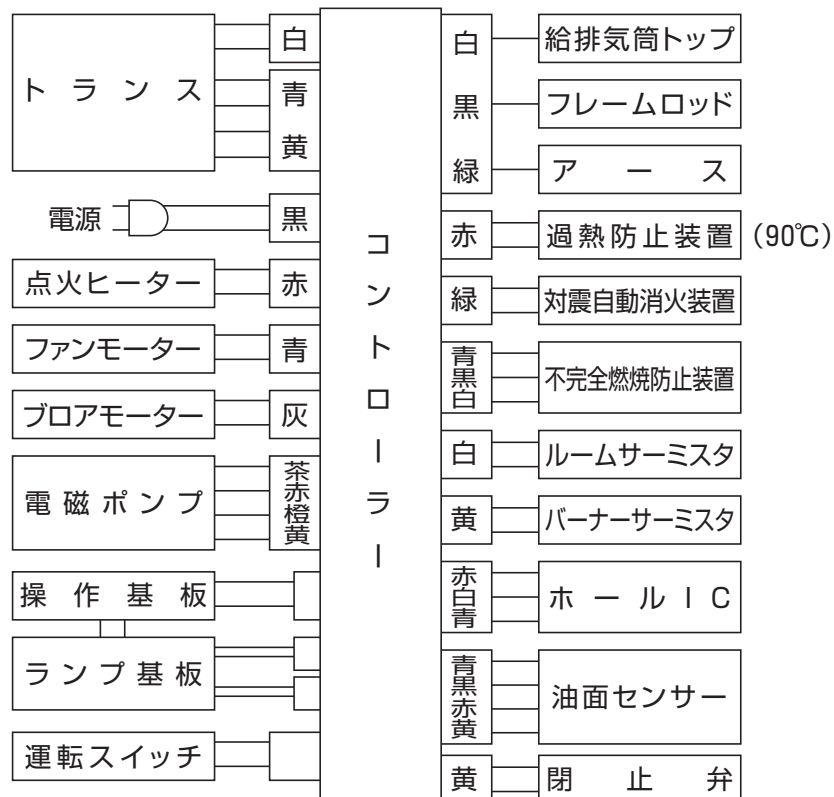 トランス
白
青
黄
電源
黒
点火ヒーター
赤
ファンモーター
青
ブロアモーター
灰
電磁ポンプ
茶
赤
橙
黄
操作基板
ランプ基板
運転スイッチ
コントローラー
白
給排気筒トップ
黒
フレームロッド
緑
アース
赤
過熱防止装置 (90℃)
緑
対震自動消火装置
青
黒
白
不完全燃焼防止装置
白
ルームサーミスタ
黄
バーナーサーミスタ
赤
白
青
ホールIC
青
黒
赤
黄
油面センサー
黄
閉止弁